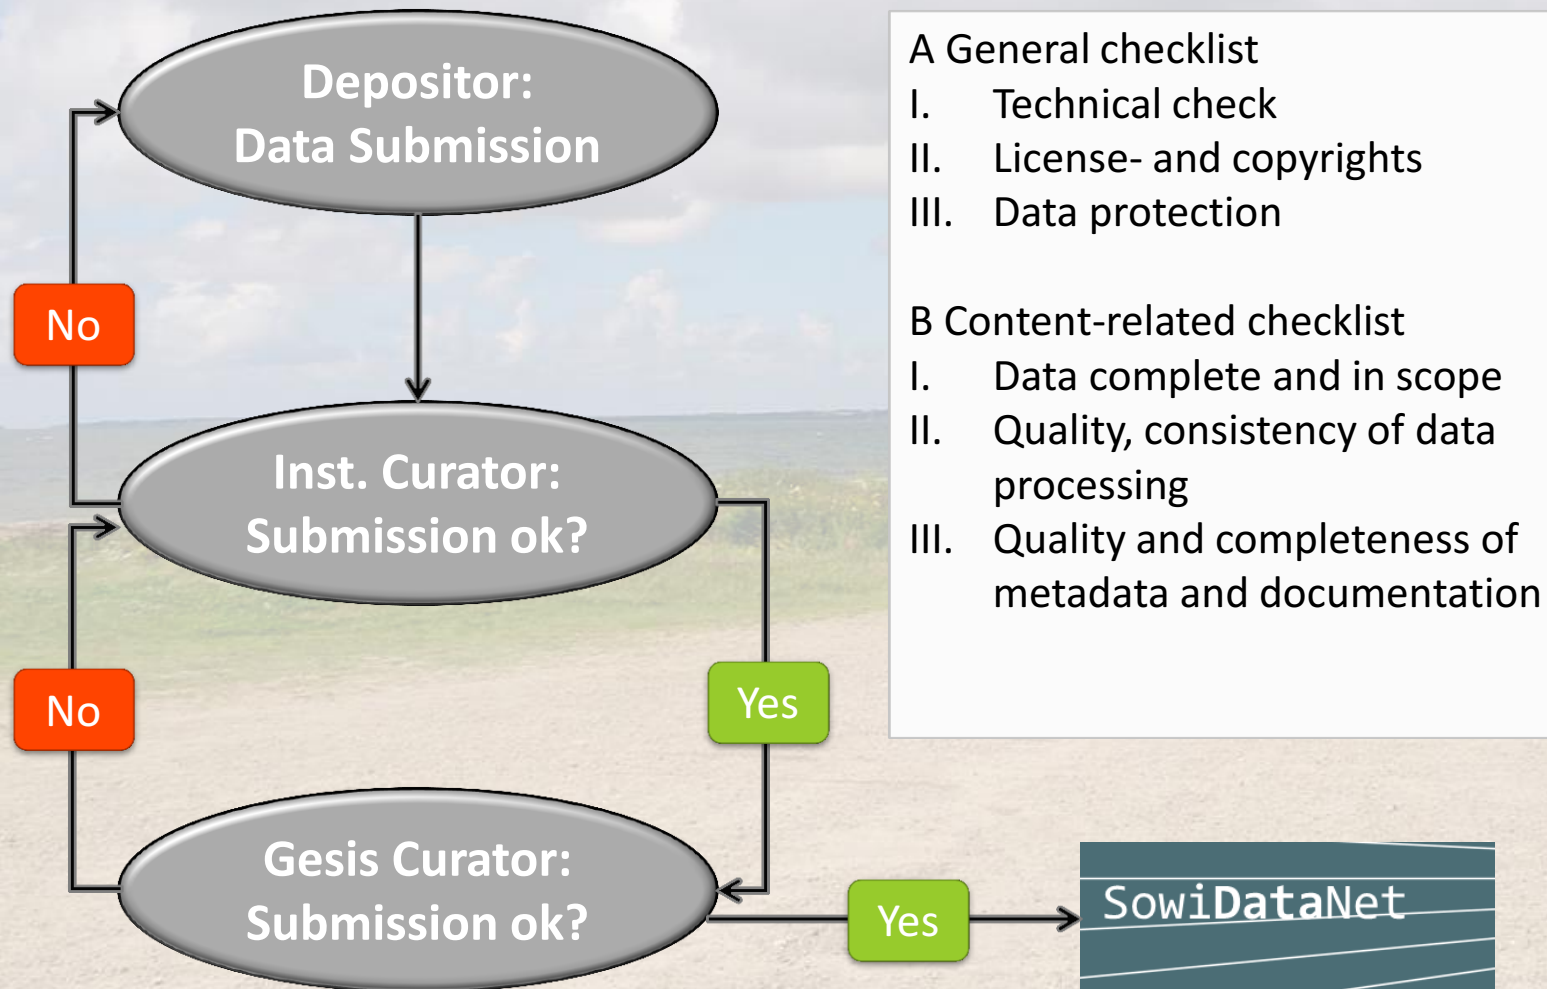 Depositor:
Data Submission
No
Inst. Curator:
Submission ok?
No
Yes
Gesis Curator:
Submission ok?
Yes
SowiDataNet
A General checklist
I. Technical check
II. License- and copyrights
III. Data protection
B Content-related checklist
I. Data complete and in scope
II. Quality, consistency of data
processing
III. Quality and completeness of
metadata and documentation